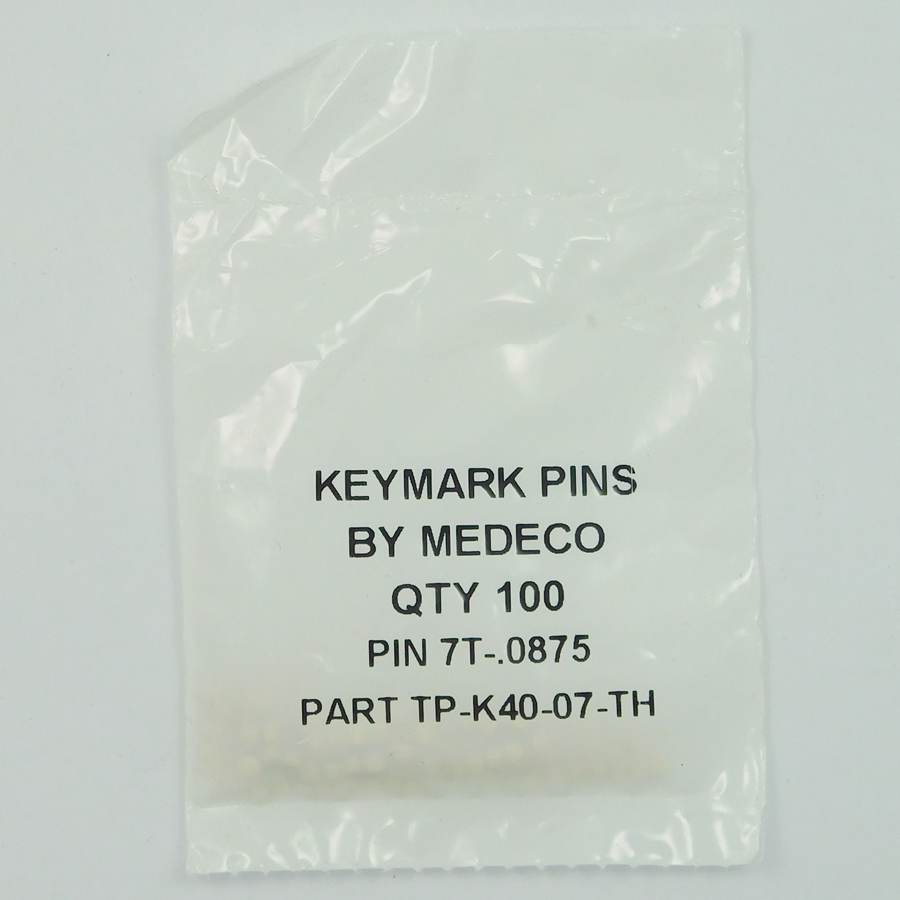 KEYMARK PINS
BY MEDECO
QTY 100
PIN 7T-.0875
PART TP-K40-07-TH